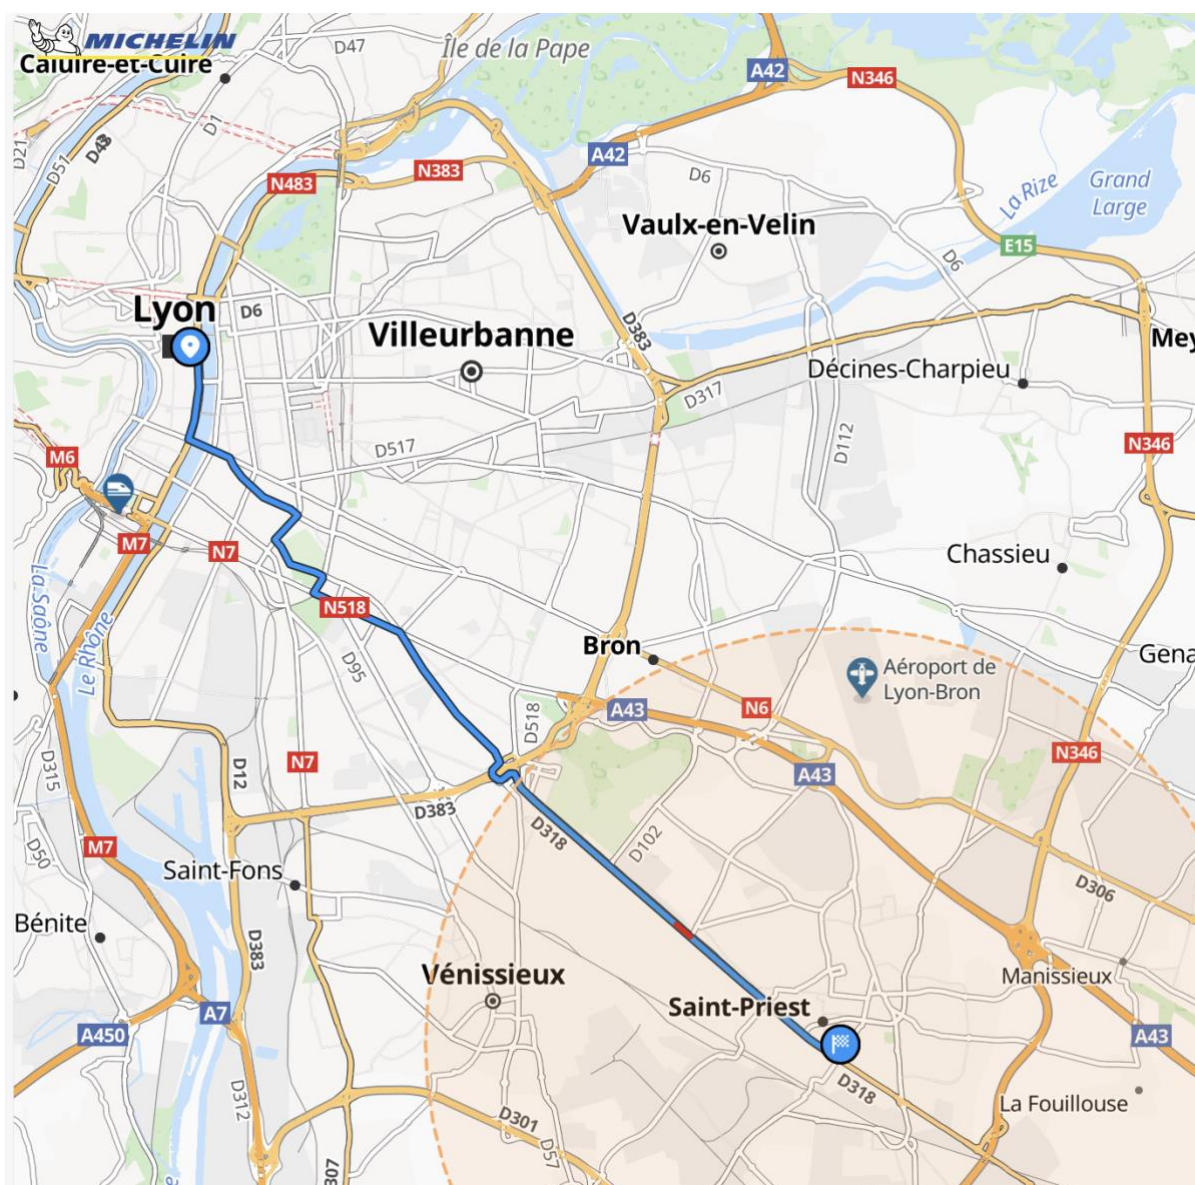 MICHELIN
Caluire-et-Cuire
D47
Île de la Pape
A42
N346
D1
D21
D51
A42
N383
N483
D6
La Rize
Grand
Large
Vaulx-en-Velin
E15
D6
Lyon
D6
Villeurbanne
D383
Mey
Décines-Charpieu
D317
D112
D517
M6
N346
M7
N7
Chassieu
La Saône
Le Rhône
N518
D95
Bron
Aéroport de
Lyon-Bron
Gena
A43
N6
D518
N346
D315
D12
N7
A43
D383
D318
D102
M7
D50
Saint-Fons
D306
Bénite
D383
Vénissieux
Manissieux
Saint-Priest
A7
A450
A43
D318
D312
D301
D57
La Fouillouse
307